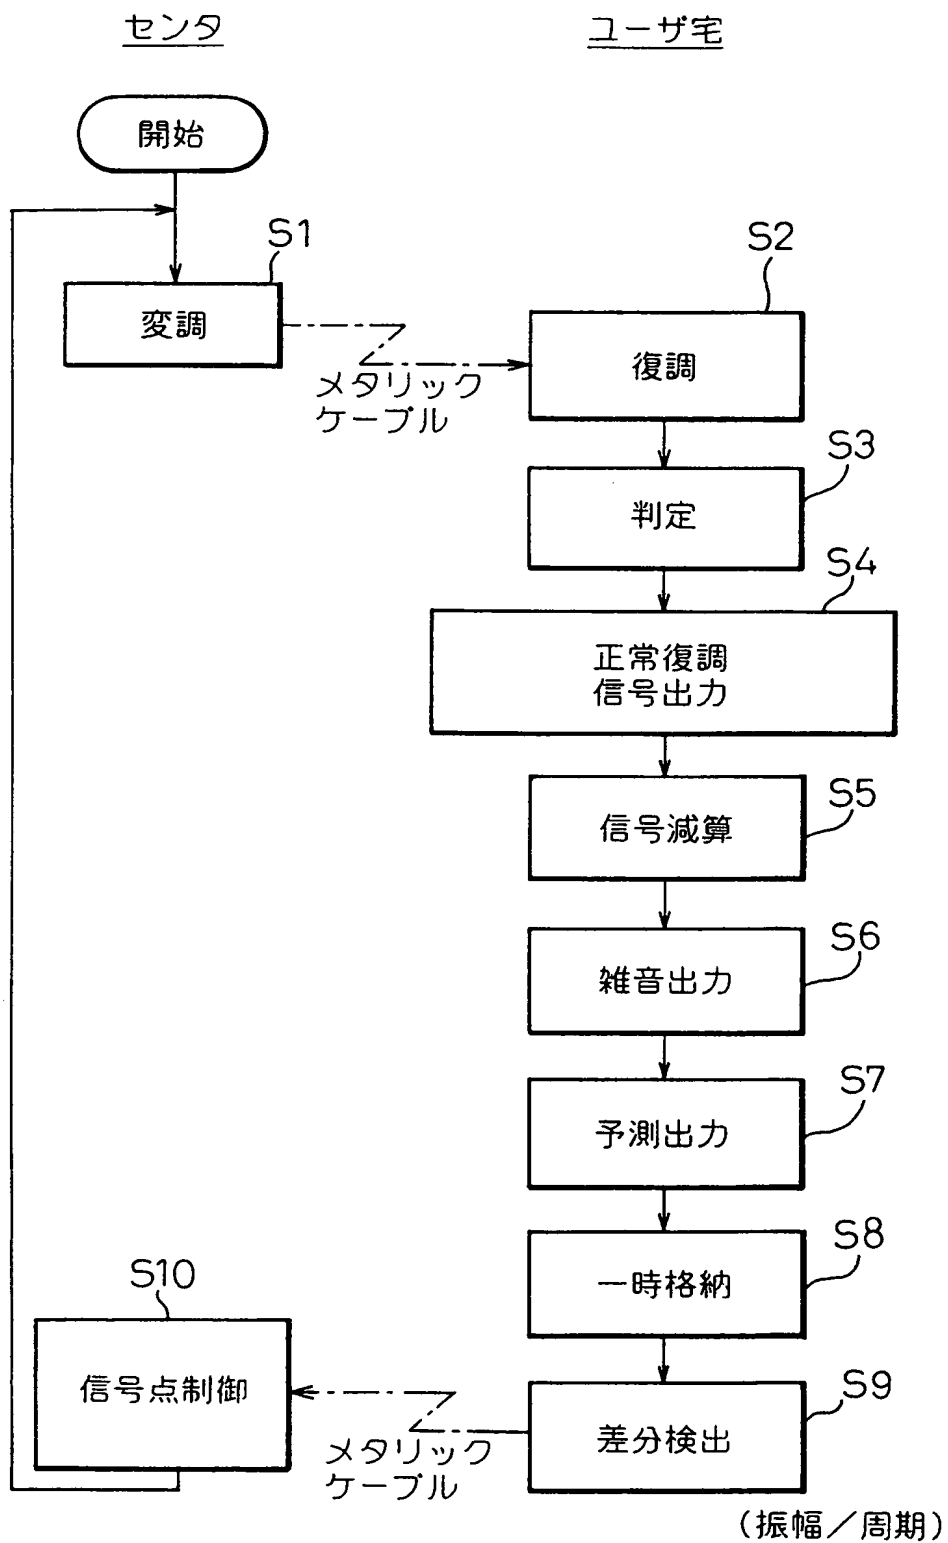 センタ
ユーザ宅
開始
S1
変調
メタリック
ケーブル
S2
復調
S3
判定
S4
正常復調
信号出力
S5
信号減算
S6
雑音出力
S7
予測出力
S8
一時格納
S9
差分検出
(振幅/周期)
メタリック
ケーブル
S10
信号点制御